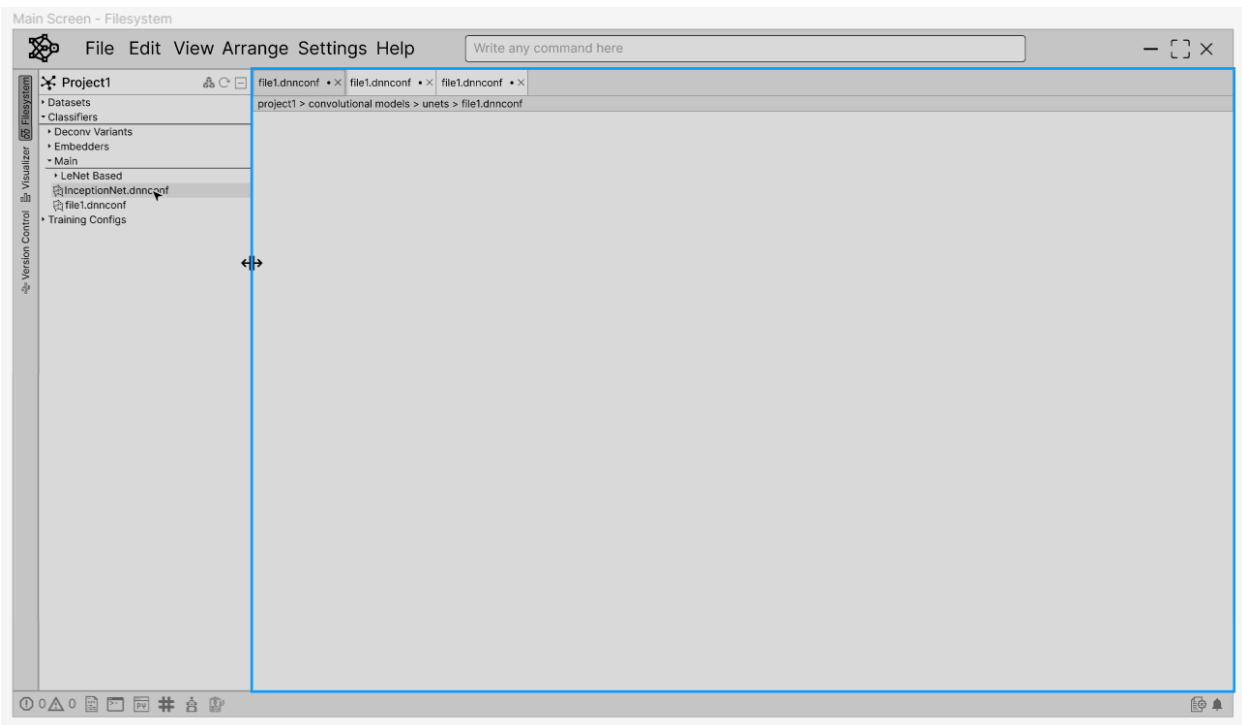 Main Screen - Filesystem
File Edit View Arrange Settings Help
Write any command here
Filesystem
Visualizer
Version Control
Project1
Datasets
Classifiers
Deconv Variants
Embedders
Main
LeNet Based
InceptionNet.dnnconf
file1.dnnconf
Training Configs
file1.dnnconf file1.dnnconf file1.dnnconf
project1 > convolutional models > unets > file1.dnnconf
0 0
PY